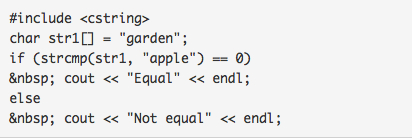 #include <cstring>
char str1[] = "garden";
if (strcmp(str1, "apple") == 0)
&nbsp; cout << "Equal" << endl;
else
&nbsp; cout << "Not equal" << endl;